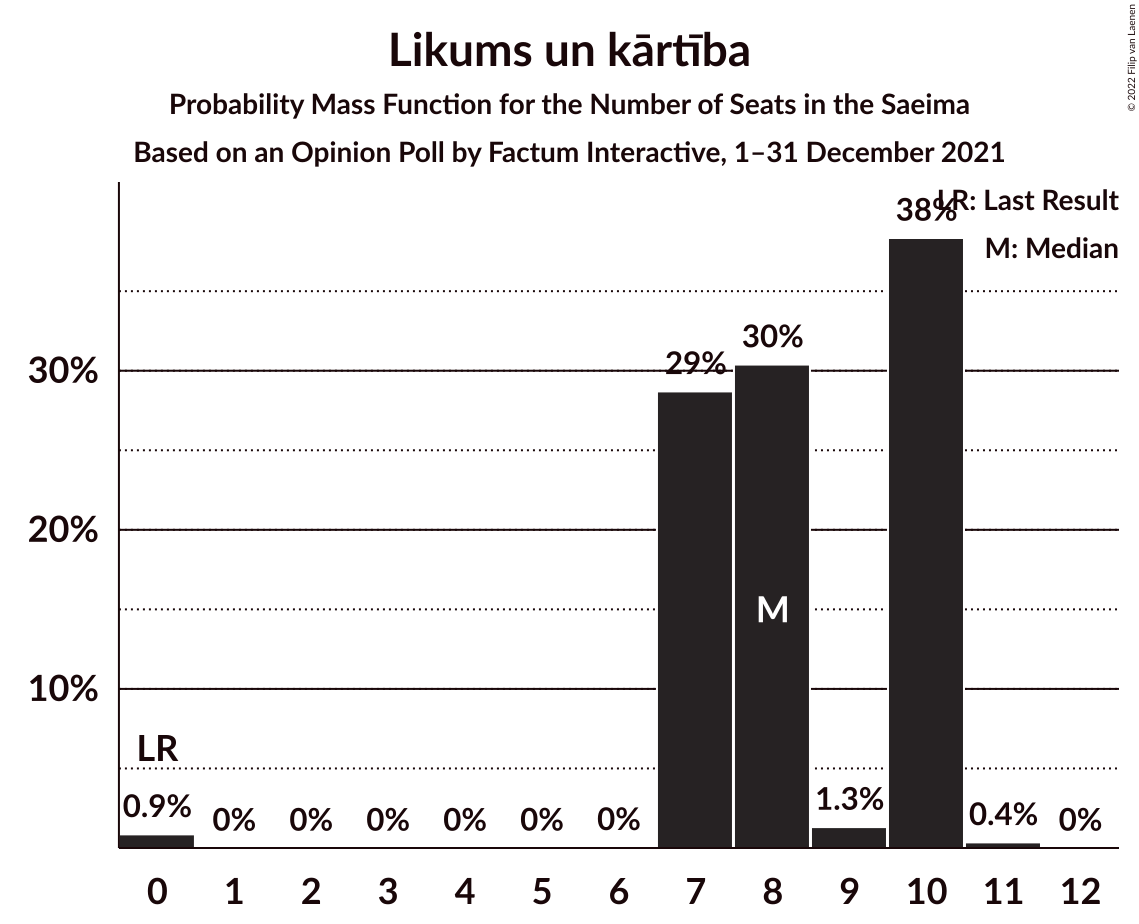 Likums un kārtība
Probability Mass Function for the Number of Seats in the Saeima
Based on an Opinion Poll by Factum Interactive, 1–31 December 2021
© 2022 Filip van Laenen
LR: Last Result
M: Median
38%
30%
29%
30%
20%
M
10%
LR
0.9%
0%
0%
0%
0%
0%
0%
1.3%
0.4%
0%
0 1 2 3 4 5 6 7 8 9 10 11 12